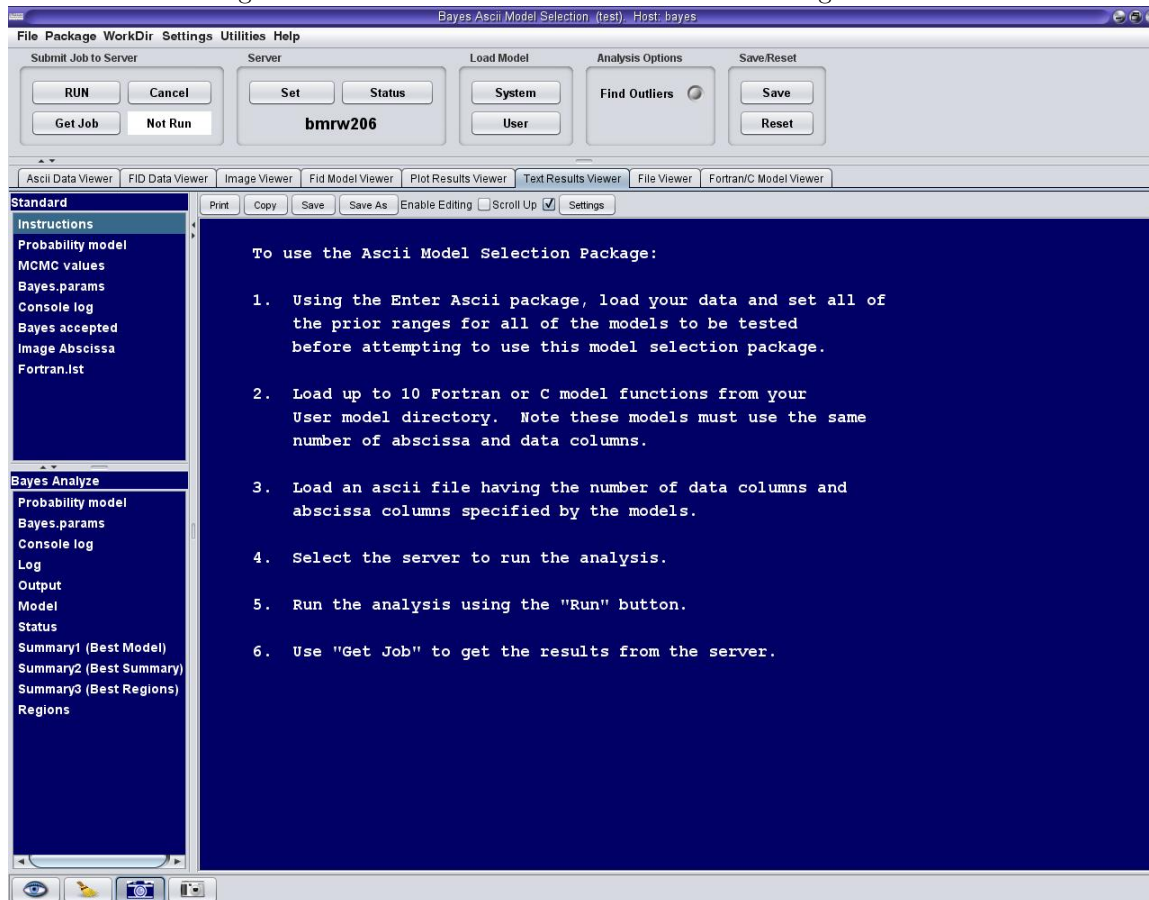 Bayes Ascii Model Selection (test). Host: bayes
File Package WorkDir Settings Utilities Help
Submit Job to Server
Server
Load Model
Analysis Options
Save/Reset
RUN Cancel
Set Status
System
Find Outliers
Save
Get Job Not Run
bmrw206
User
Reset
Ascii Data Viewer FID Data Viewer Image Viewer Fid Model Viewer Plot Results Viewer Text Results Viewer File Viewer Fortran/C Model Viewer
Standard
Instructions
Probability model
MCMC values
Bayes.params
Console log
Bayes accepted
Image Abscissa
Fortran.lst
Bayes Analyze
Probability model
Bayes.params
Console log
Log
Output
Model
Status
Summary1 (Best Model)
Summary2 (Best Summary)
Summary3 (Best Regions)
Regions
Print Copy Save Save As Enable Editing Scroll Up Settings
To use the Ascii Model Selection Package:
1. Using the Enter Ascii package, load your data and set all of
the prior ranges for all of the models to be tested
before attempting to use this model selection package.
2. Load up to 10 Fortran or C model functions from your
User model directory. Note these models must use the same
number of abscissa and data columns.
3. Load an ascii file having the number of data columns and
abscissa columns specified by the models.
4. Select the server to run the analysis.
5. Run the analysis using the "Run" button.
6. Use "Get Job" to get the results from the server.